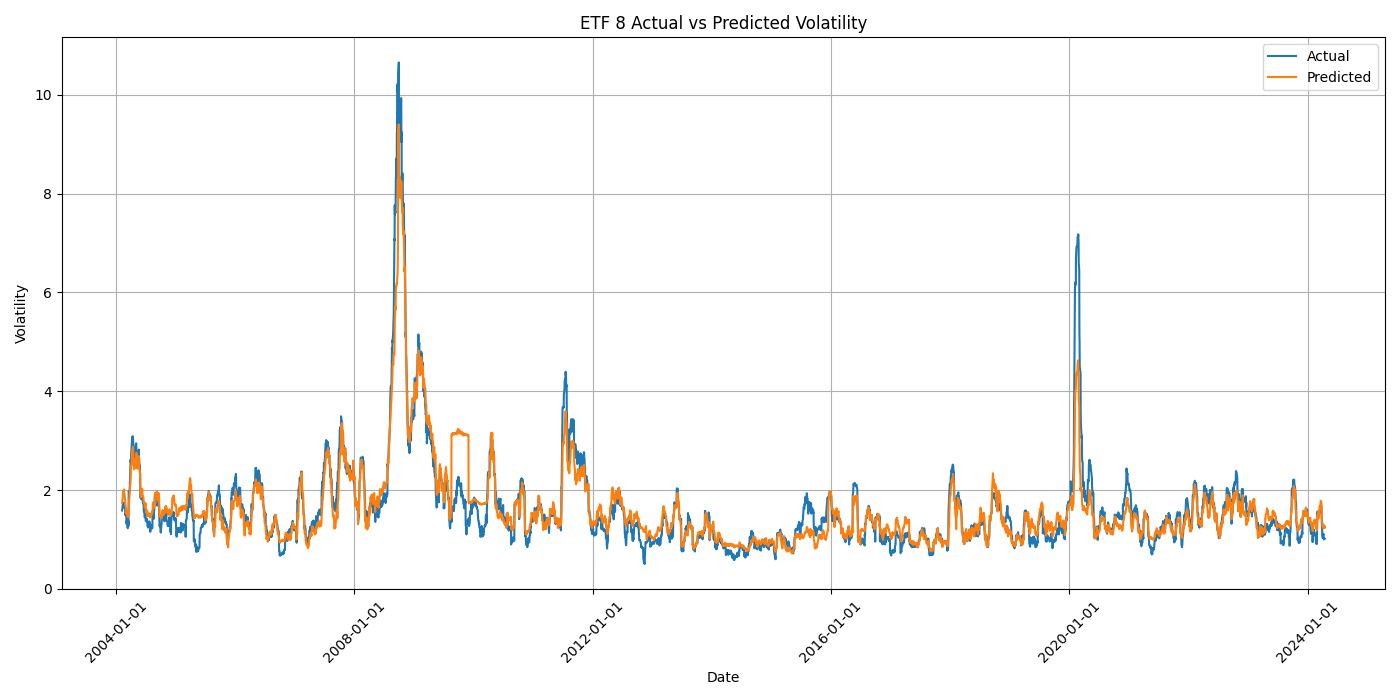 ETF 8 Actual vs Predicted Volatility
Actual
Predicted
Volatility
10
8
6
4
2
0
2004-01-01
2008-01-01
2012-01-01
2016-01-01
2020-01-01
2024-01-01
Date